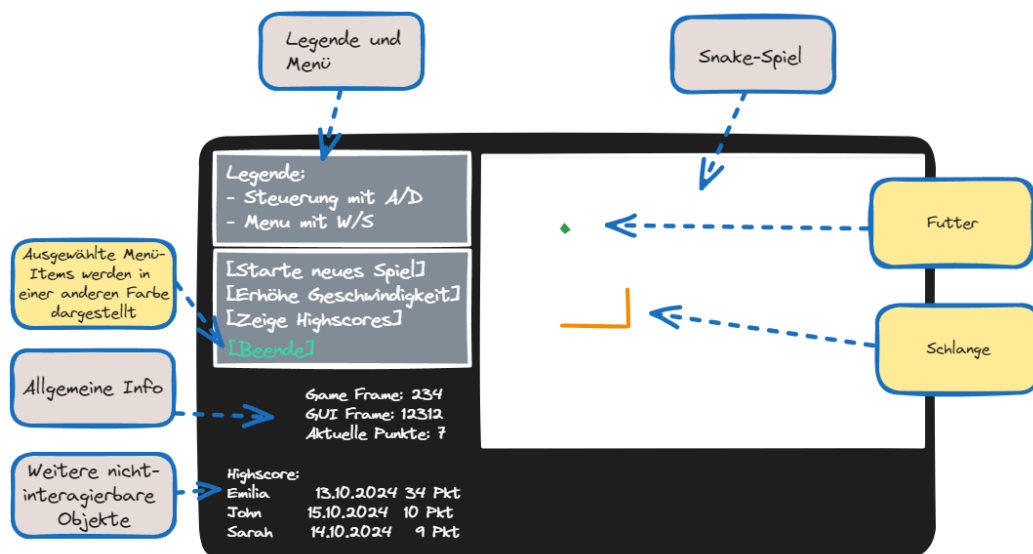 Legende und
Menü
Snake-Spiel
Legende:
- Steuerung mit A/D
- Menu mit W/S
Futter
Ausgewählte Menü-
Items werden in
einer anderen Farbe
dargestellt
[Starte neues Spiel]
[Erhöhe Geschwindigkeit]
[Zeige Highscores]
[Beende]
Schlange
Allgemeine Info
Game Frame: 234
GUI Frame: 12312
Aktuelle Punkte: 7
Weitere nicht-
interagierbare
Objekte
Highscore:
Emilia 13.10.2024 34 Pkt
John 15.10.2024 10 Pkt
Sarah 14.10.2024 9 Pkt